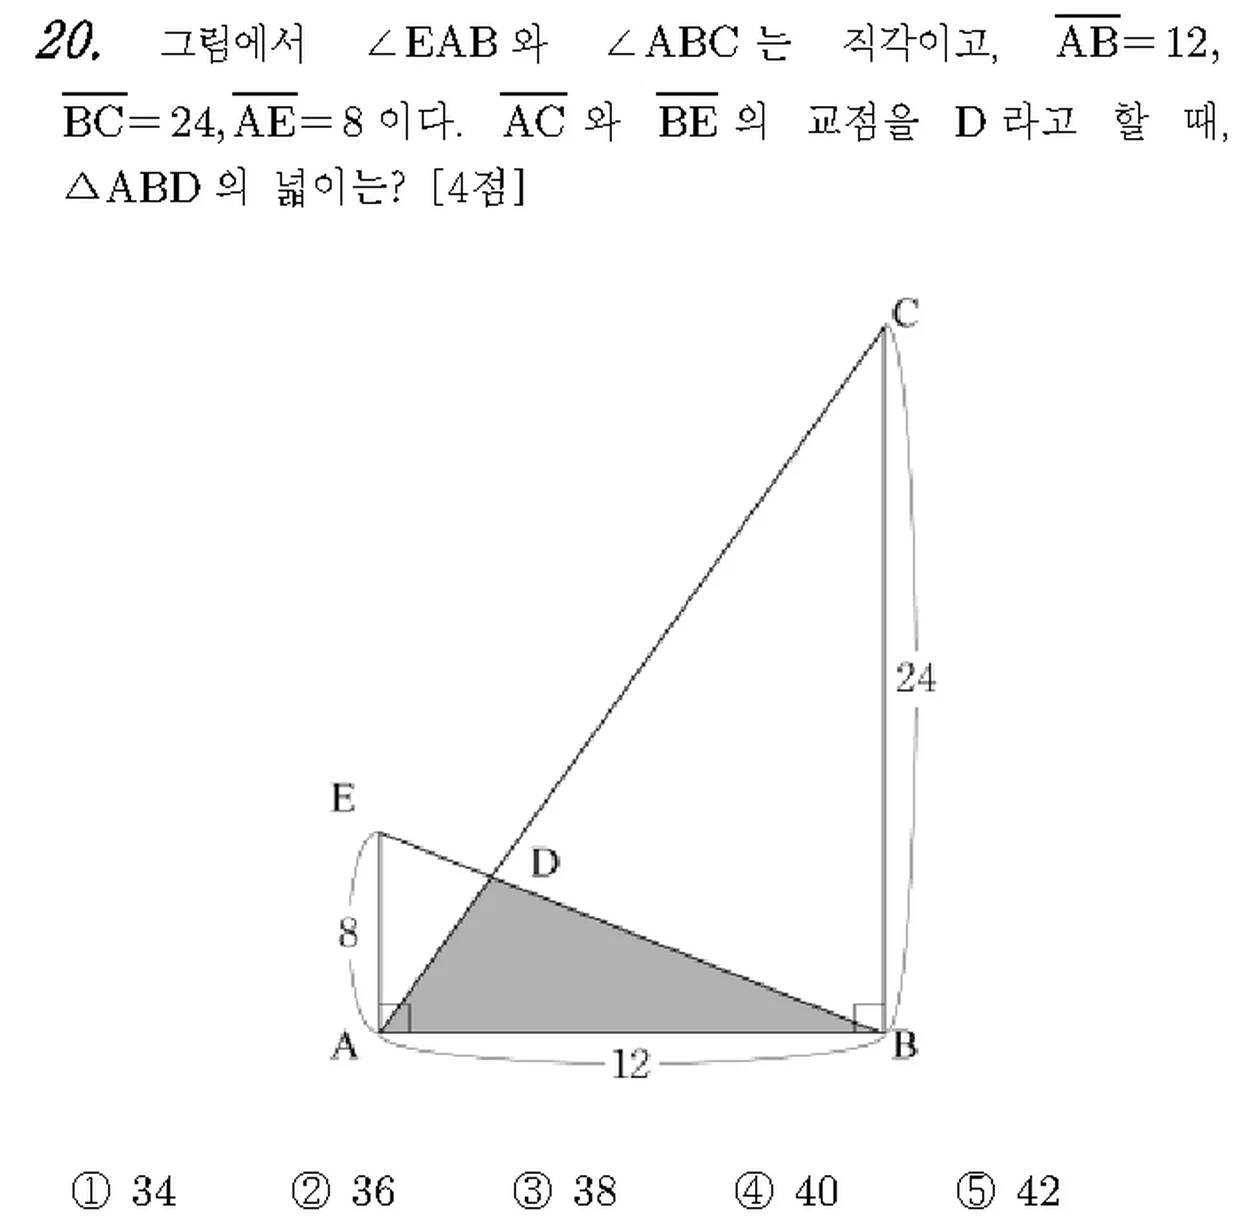 20. 그림에서 ∠EAB와 ∠ABC는 직각이고, AB=12,
BC=24, AE=8이다. AC와 BE의 교점을 D라고 할 때,
△ABD의 넓이는? [4점]
C
24
E
D
8
A
B
12
① 34 ② 36 ③ 38 ④ 40 ⑤ 42